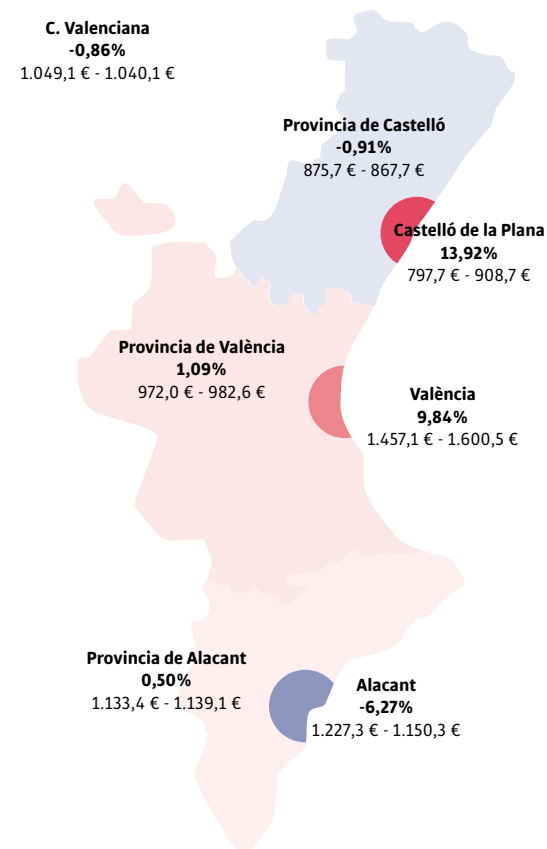 C. Valenciana
-0,86%
1.049,1 € - 1.040,1 €
Provincia de Castelló
-0,91%
875,7 € - 867,7 €
Castelló de la Plana
13,92%
797,7 € - 908,7 €
Provincia de València
1,09%
972,0 € - 982,6 €
València
9,84%
1.457,1 € - 1.600,5 €
Provincia de Alacant
0,50%
1.133,4 € - 1.139,1 €
Alacant
-6,27%
1.227,3 € - 1.150,3 €